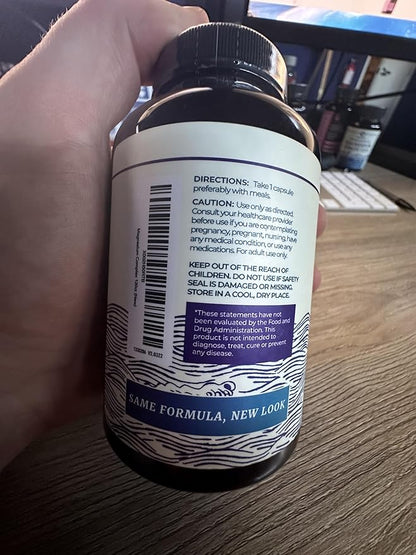 DIRECTIONS: Take 1 capsule
preferably with meals.
CAUTION: Use only as directed.
Consult your healthcare provider
before use if you are contemplating
pregnancy, pregnant, nursing, have
any medical condition, or use any
medications. For adult use only.
KEEP OUT OF THE REACH OF
CHILDREN. DO NOT USE IF SAFETY
SEAL IS DAMAGED OR MISSING.
STORE IN A COOL, DRY PLACE.
*These statements have not
been evaluated by the Food and
Drug Administration. This
product is not intended to
diagnose, treat, cure or prevent
any disease.
Magnesium Complex
SAME FORMULA, NEW LOOK